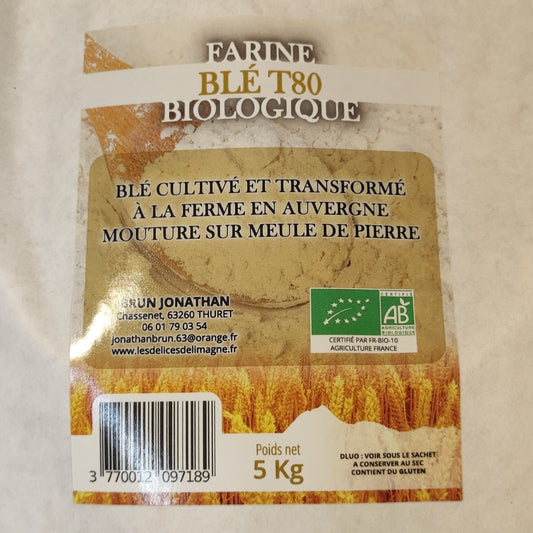 FARINE
BLÉ T80
BIOLOGIQUE
BLÉ CULTIVÉ ET TRANSFORMÉ
À LA FERME EN AUVERGNE
MOUTURE SUR MEULE DE PIERRE
BRUN JONATHAN
Chassenet, 63260 THURET
06 01 79 03 54
jonathanbrun.63@orange.fr
www.lesdelicesdelimagne.fr
CERTIFIÉ
AB
AGRICULTURE
BIOLOGIQUE
CERTIFIÉ PAR FR-BIO-10
AGRICULTURE FRANCE
3 770012 097189
Poids net
5 Kg
DLUO : VOIR SOUS LE SACHET
A CONSERVER AU SEC
CONTIENT DU GLUTEN